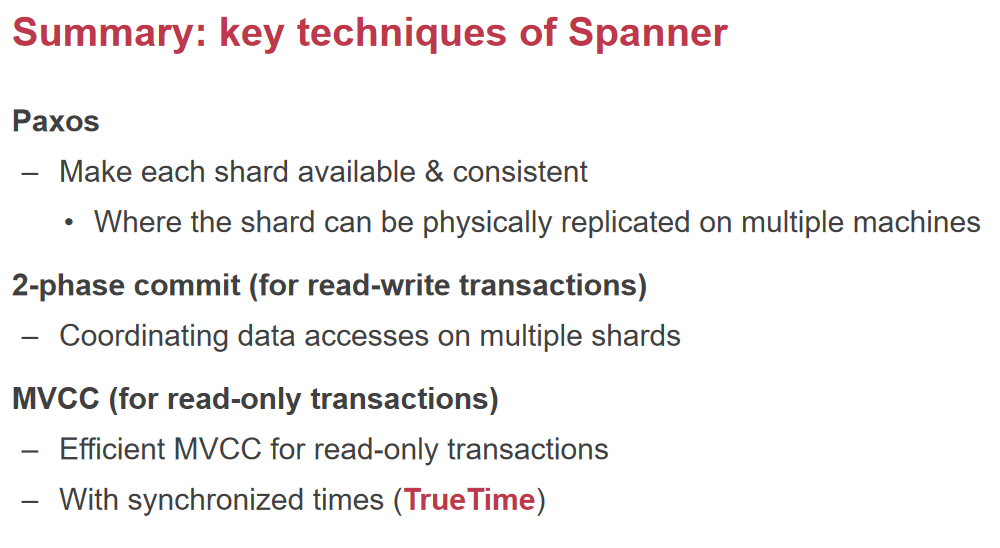 Summary: key techniques of Spanner
Paxos
– Make each shard available & consistent
• Where the shard can be physically replicated on multiple machines
2-phase commit (for read-write transactions)
– Coordinating data accesses on multiple shards
MVCC (for read-only transactions)
– Efficient MVCC for read-only transactions
– With synchronized times (TrueTime)